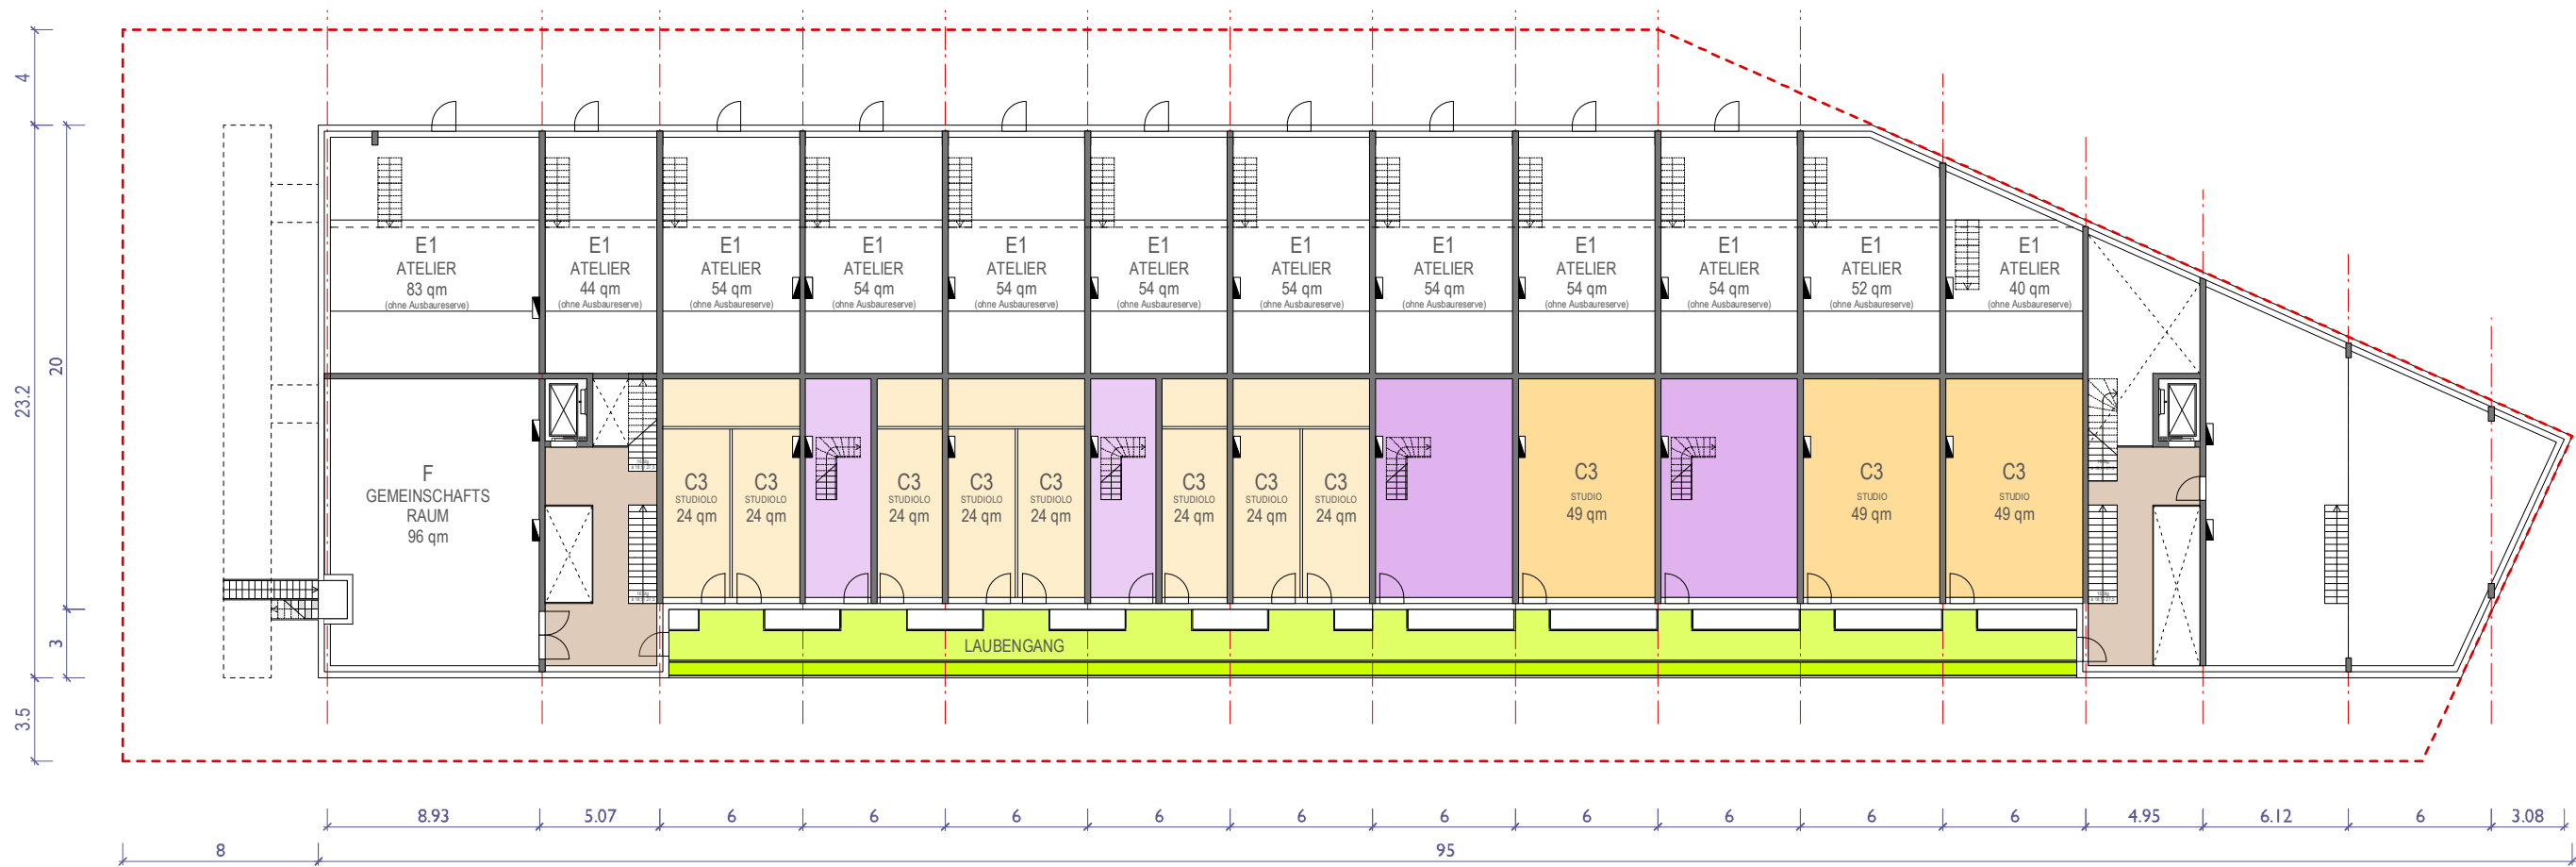 4
23.2
3.5
20
3
E1
ATELIER
83 qm
(ohne Ausbaureserve)
E1
ATELIER
44 qm
(ohne Ausbaureserve)
E1
ATELIER
54 qm
(ohne Ausbaureserve)
E1
ATELIER
54 qm
(ohne Ausbaureserve)
E1
ATELIER
54 qm
(ohne Ausbaureserve)
E1
ATELIER
54 qm
(ohne Ausbaureserve)
E1
ATELIER
54 qm
(ohne Ausbaureserve)
E1
ATELIER
54 qm
(ohne Ausbaureserve)
E1
ATELIER
54 qm
(ohne Ausbaureserve)
E1
ATELIER
54 qm
(ohne Ausbaureserve)
E1
ATELIER
52 qm
(ohne Ausbaureserve)
E1
ATELIER
40 qm
(ohne Ausbaureserve)
F
GEMEINSCHAFTS
RAUM
96 qm
C3
STUDIOLO
24 qm
C3
STUDIOLO
24 qm
C3
STUDIOLO
24 qm
C3
STUDIOLO
24 qm
C3
STUDIOLO
24 qm
C3
STUDIOLO
24 qm
C3
STUDIOLO
24 qm
C3
STUDIOLO
24 qm
C3
STUDIO
49 qm
C3
STUDIO
49 qm
C3
STUDIO
49 qm
LAUBENGANG
8.93
5.07
6
6
6
6
6
6
6
6
6
6
4.95
6.12
6
3.08
8
95